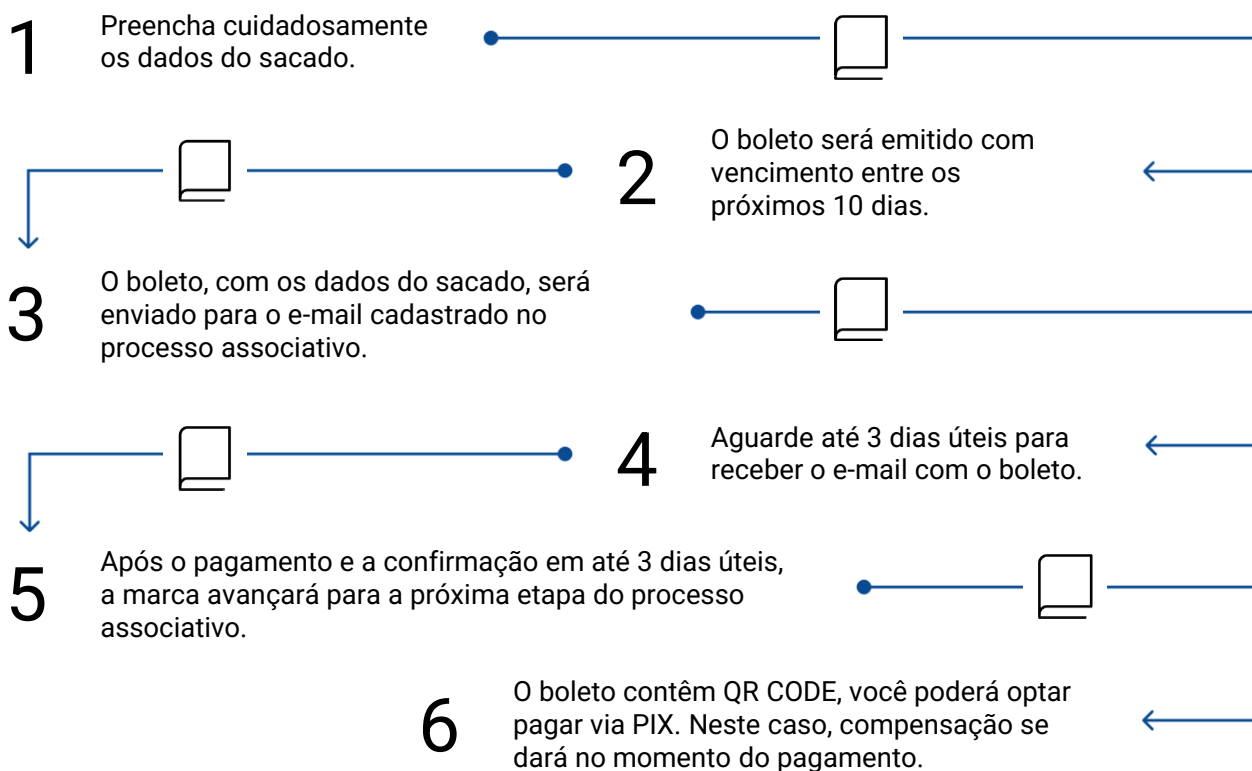 1
Preencha cuidadosamente
os dados do sacado.
2
O boleto será emitido com
vencimento entre os
próximos 10 dias.
3
O boleto, com os dados do sacado, será
enviado para o e-mail cadastrado no
processo associativo.
4
Aguarde até 3 dias úteis para
receber o e-mail com o boleto.
5
Após o pagamento e a confirmação em até 3 dias úteis,
a marca avançará para a próxima etapa do processo
associativo.
6
O boleto contêm QR CODE, você poderá optar
pagar via PIX. Neste caso, compensação se
dará no momento do pagamento.